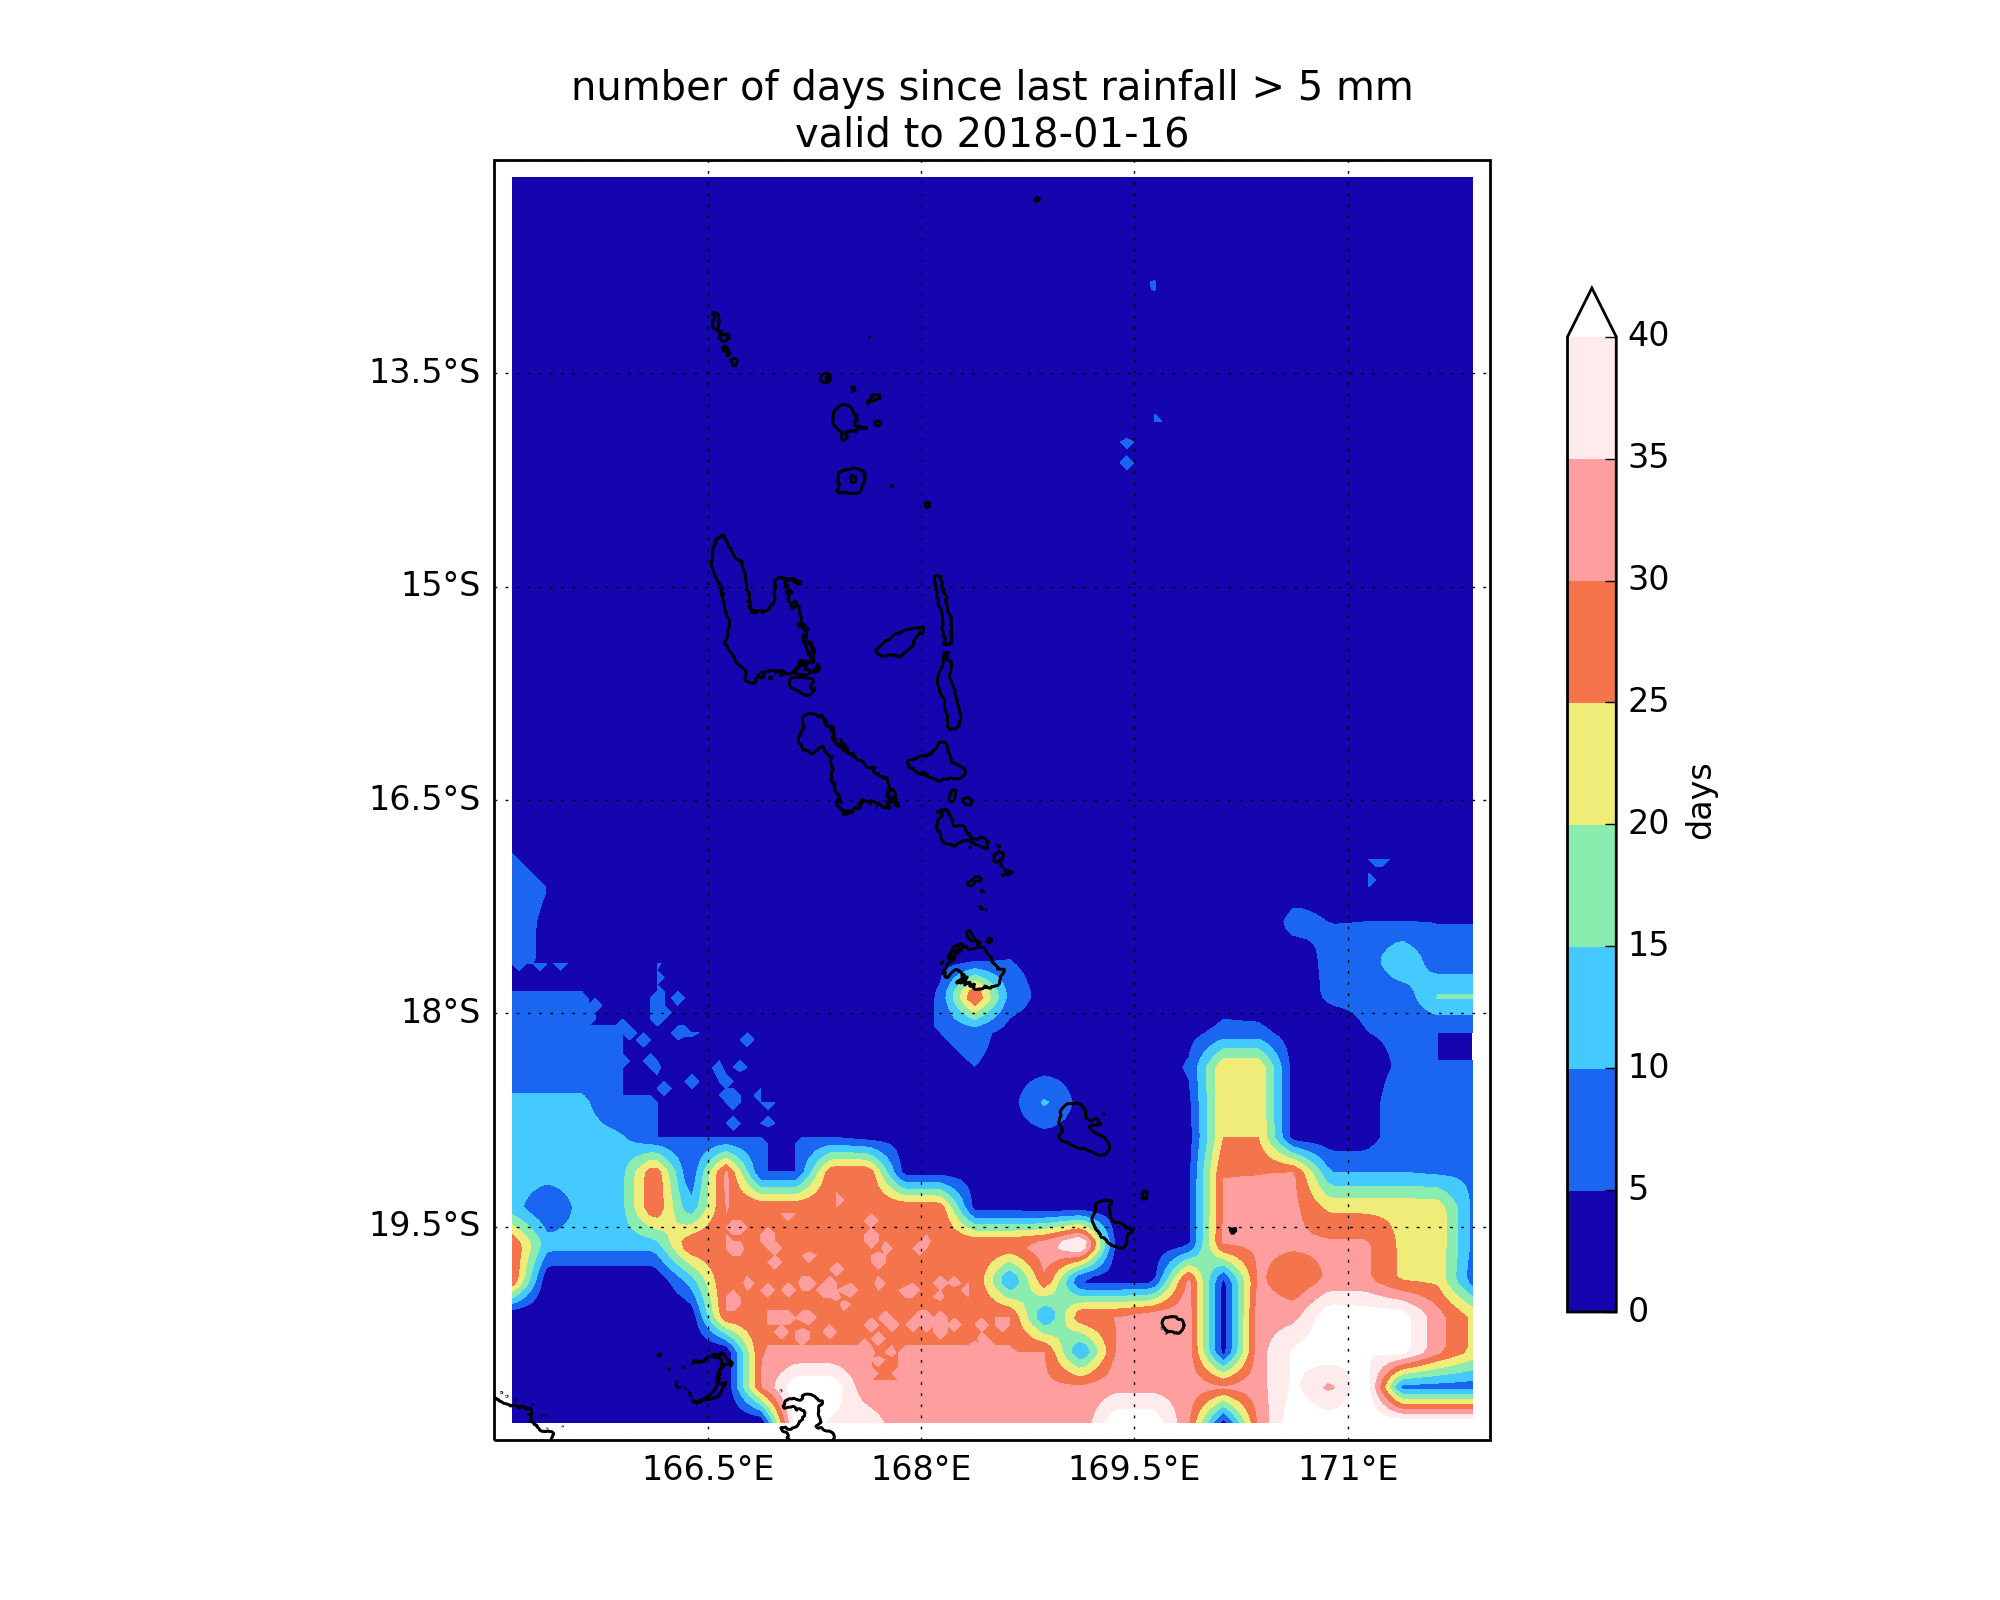 number of days since last rainfall > 5 mm
valid to 2018-01-16
13.5°S
15°S
16.5°S
18°S
19.5°S
166.5°E
168°E
169.5°E
171°E
40
35
30
25
20
15
10
5
0
days